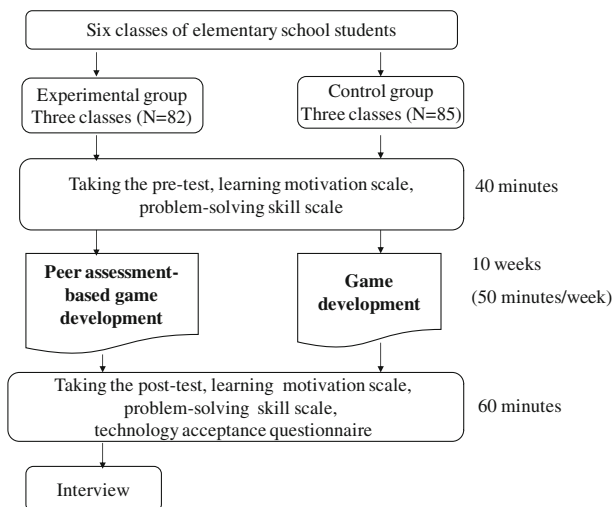 Six classes of elementary school students
Experimental group
Three classes (N=82)
Control group
Three classes (N=85)
Taking the pre-test, learning motivation scale,
problem-solving skill scale
40 minutes
Peer assessment-
based game
development
Game
development
10 weeks
(50 minutes/week)
Taking the post-test, learning motivation scale,
problem-solving skill scale,
technology acceptance questionnaire
60 minutes
Interview